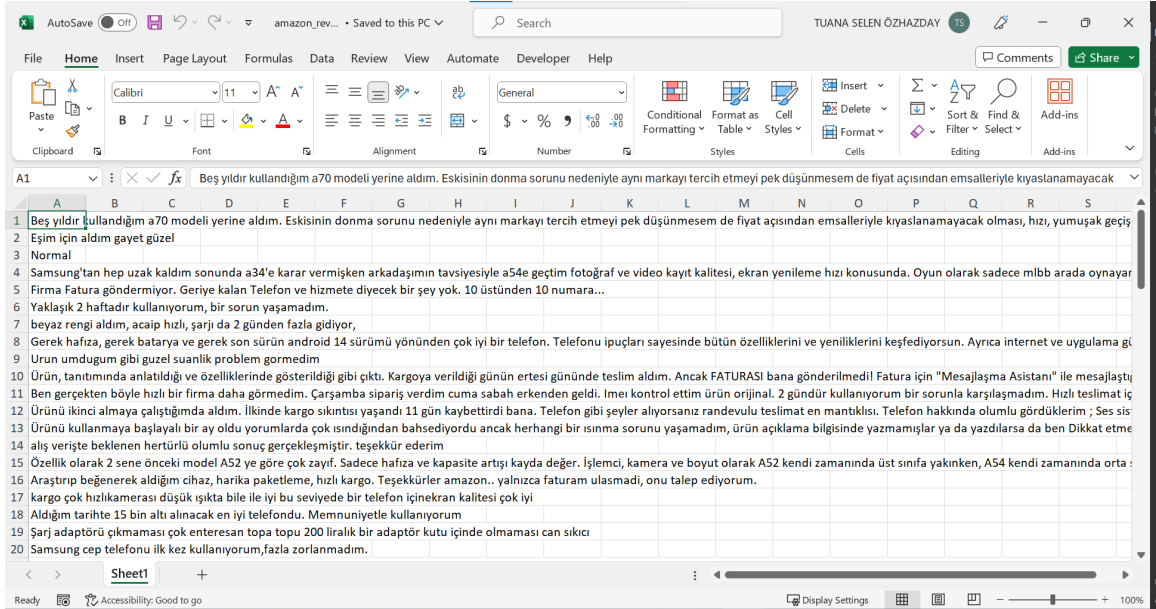 AutoSave Off amazon_rev... • Saved to this PC Search TUANA SELEN ÖZHAZDAY TS
File Home Insert Page Layout Formulas Data Review View Automate Developer Help Comments Share
Paste Calibri 11 A A B I U A ab General $ % 9 Conditional Formatting Format as Table Cell Styles Insert Delete Format Sort & Filter Find & Select Add-ins
Clipboard Font Alignment Number Styles Cells Editing Add-ins
A1 fx Beş yıldır kullandığım a70 modeli yerine aldım. Eskisinin donma sorunu nedeniyle aynı markayı tercih etmeyi pek düşünmesem de fiyat açısından emsalleriyle kıyaslanamayacak
A B C D E F G H I J K L M N O P Q R S
1 Beş yıldır kullandığım a70 modeli yerine aldım. Eskisinin donma sorunu nedeniyle aynı markayı tercih etmeyi pek düşünmesem de fiyat açısından emsalleriyle kıyaslanamayacak olması, hızı, yumuşak geçiş
2 Eşim için aldım gayet güzel
3 Normal
4 Samsung'tan hep uzak kaldım sonunda a34'e karar vermişken arkadaşımın tavsiyesiyle a54e geçtim fotoğraf ve video kayıt kalitesi, ekran yenileme hızı konusunda. Oyun olarak sadece mlbb arada oynayar
5 Firma Fatura göndermiyor. Geriye kalan Telefon ve hizmete diyecek bir şey yok. 10 üstünden 10 numara...
6 Yaklaşık 2 haftadır kullanıyorum, bir sorun yaşamadım.
7 beyaz rengi aldım, acaip hızlı, şarjı da 2 günden fazla gidiyor,
8 Gerek hafıza, gerek batarya ve gerek son sürün android 14 sürümü yönünden çok iyi bir telefon. Telefonu ipuçları sayesinde bütün özelliklerini ve yeniliklerini keşfediyorsun. Ayrıca internet ve uygulama gü
9 Urun umdugum gibi guzel suanlik problem gormedim
10 Ürün, tanıtımında anlatıldığı ve özelliklerinde gösterildiği gibi çıktı. Kargoya verildiği günün ertesi gününde teslim aldım. Ancak FATURASI bana gönderilmedi! Fatura için "Mesajlaşma Asistanı" ile mesajlaştığ
11 Ben gerçekten böyle hızlı bir firma daha görmedim. Çarşamba sipariş verdim cuma sabah erkenden geldi. Imeı kontrol ettim ürün orijinal. 2 gündür kullanıyorum bir sorunla karşılaşmadım. Hızlı teslimat iç
12 Ürünü ikinci almaya çalıştığımda aldım. İlkinde kargo sıkıntısı yaşandı 11 gün kaybettirdi bana. Telefon gibi şeyler alıyorsanız randevulu teslimat en mantıklısı. Telefon hakkında olumlu gördüklerim ; Ses sis
13 Ürünü kullanmaya başlayalı bir ay oldu yorumlarda çok ısındığından bahsediyordu ancak herhangi bir ısınma sorunu yaşamadım, ürün açıklama bilgisinde yazmamışlar ya da yazdılarsa da ben Dikkat etme
14 alış verişte beklenen hertürlü olumlu sonuç gerçekleşmiştir. teşekkür ederim
15 Özellik olarak 2 sene önceki model A52 ye göre çok zayıf. Sadece hafıza ve kapasite artışı kayda değer. İşlemci, kamera ve boyut olarak A52 kendi zamanında üst sınıfa yakınken, A54 kendi zamanında orta s
16 Araştırıp beğenerek aldiğim cihaz, harika paketleme, hızlı kargo. Teşekkürler amazon.. yalnızca faturam ulasmadi, onu talep ediyorum.
17 kargo çok hızlıkamerası düşük ışıkta bile ile iyi bu seviyede bir telefon içinekran kalitesi çok iyi
18 Aldığım tarihte 15 bin altı alınacak en iyi telefondu. Memnuniyetle kullanıyorum
19 Şarj adaptörü çıkmaması çok enteresan topa topu 200 liralık bir adaptör kutu içinde olmaması can sıkıcı
20 Samsung cep telefonu ilk kez kullanıyorum,fazla zorlanmadım.
Sheet1 +
Ready Accessibility: Good to go Display Settings 100%